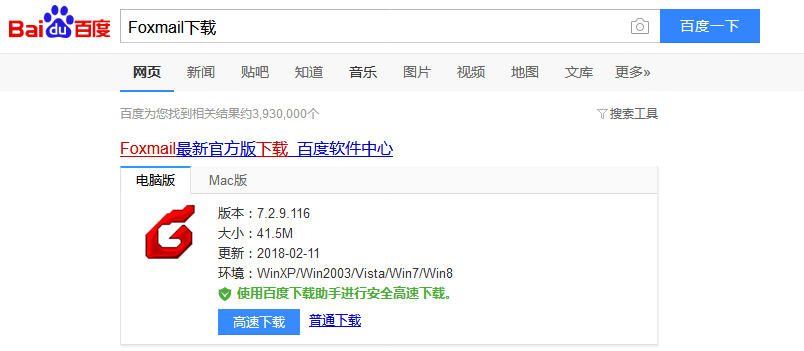 Bai du 百度 Foxmail下载 百度一下
网页 新闻 贴吧 知道 音乐 图片 视频 地图 文库 更多»
百度为您找到相关结果约3,930,000个 搜索工具
Foxmail最新官方版下载_百度软件中心
电脑版 Mac版
版本：7.2.9.116
大小：41.5M
更新：2018-02-11
环境：WinXP/Win2003/Vista/Win7/Win8
使用百度下载助手进行安全高速下载。
高速下载 普通下载